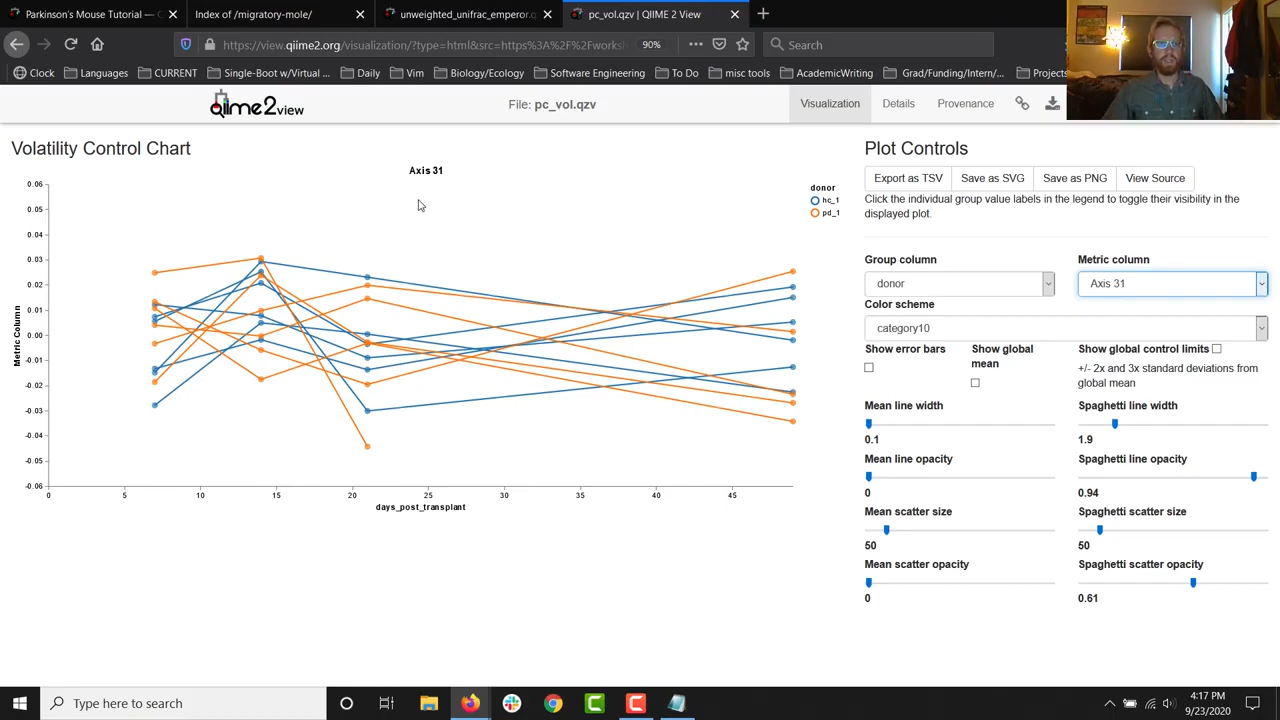 Parkinson's Mouse Tutorial — C
Index of /migratory-mole/
unweighted_unifrac_emperor.q
pc_vol.qzv | QIIME 2 View
https://view.qiime2.org/visualization/?type=html&src=https%3A%2F%2Fworksh
90%
Search
Clock
Languages
CURRENT
Single-Boot w/Virtual ...
Daily
Vim
Biology/Ecology
Software Engineering
To Do
misc tools
AcademicWriting
Grad/Funding/Intern/...
Projects
qiime2view
File: pc_vol.qzv
Visualization
Details
Provenance
Volatility Control Chart
Axis 31
0.06
0.05
0.04
0.03
0.02
0.01
0.00
-0.01
-0.02
-0.03
-0.04
-0.05
-0.06
Metric Column
0
5
10
15
20
25
30
35
40
45
days_post_transplant
donor
hc_1
pd_1
Plot Controls
Export as TSV
Save as SVG
Save as PNG
View Source
Click the individual group value labels in the legend to toggle their visibility in the
displayed plot.
Group column
Metric column
donor
Axis 31
Color scheme
category10
Show error bars
Show global
mean
Show global control limits
+/- 2x and 3x standard deviations from
global mean
Mean line width
Spaghetti line width
0.1
1.9
Mean line opacity
Spaghetti line opacity
0
0.94
Mean scatter size
Spaghetti scatter size
50
50
Mean scatter opacity
Spaghetti scatter opacity
0
0.61
Type here to search
4:17 PM
9/23/2020